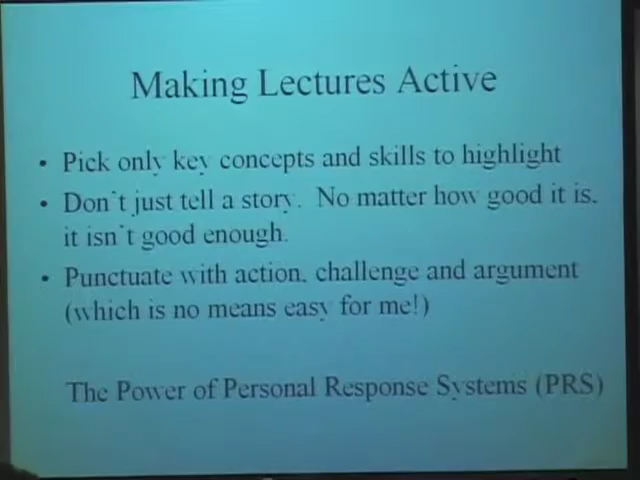 Making Lectures Active
• Pick only key concepts and skills to highlight
• Don't just tell a story. No matter how good it is,
it isn't good enough.
• Punctuate with action, challenge and argument
(which is no means easy for me!)
The Power of Personal Response Systems (PRS)